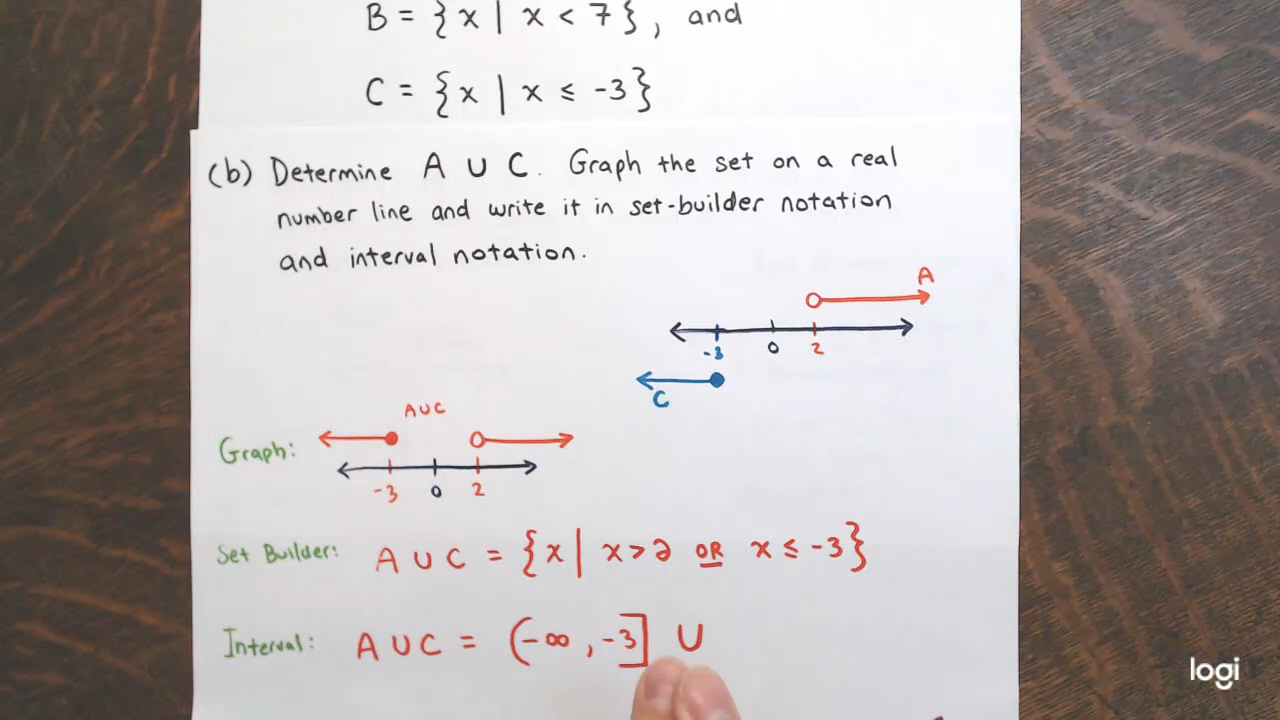 B = { x | x < 7 } , and
C = { x | x ≤ -3 }
(b) Determine A ∪ C. Graph the set on a real
number line and write it in set-builder notation
and interval notation.
A
-3 0 2
C
A∪C
Graph:
-3 0 2
Set Builder: A ∪ C = { x | x > 2 OR x ≤ -3 }
Interval: A ∪ C = (-∞ , -3] ∪
logi